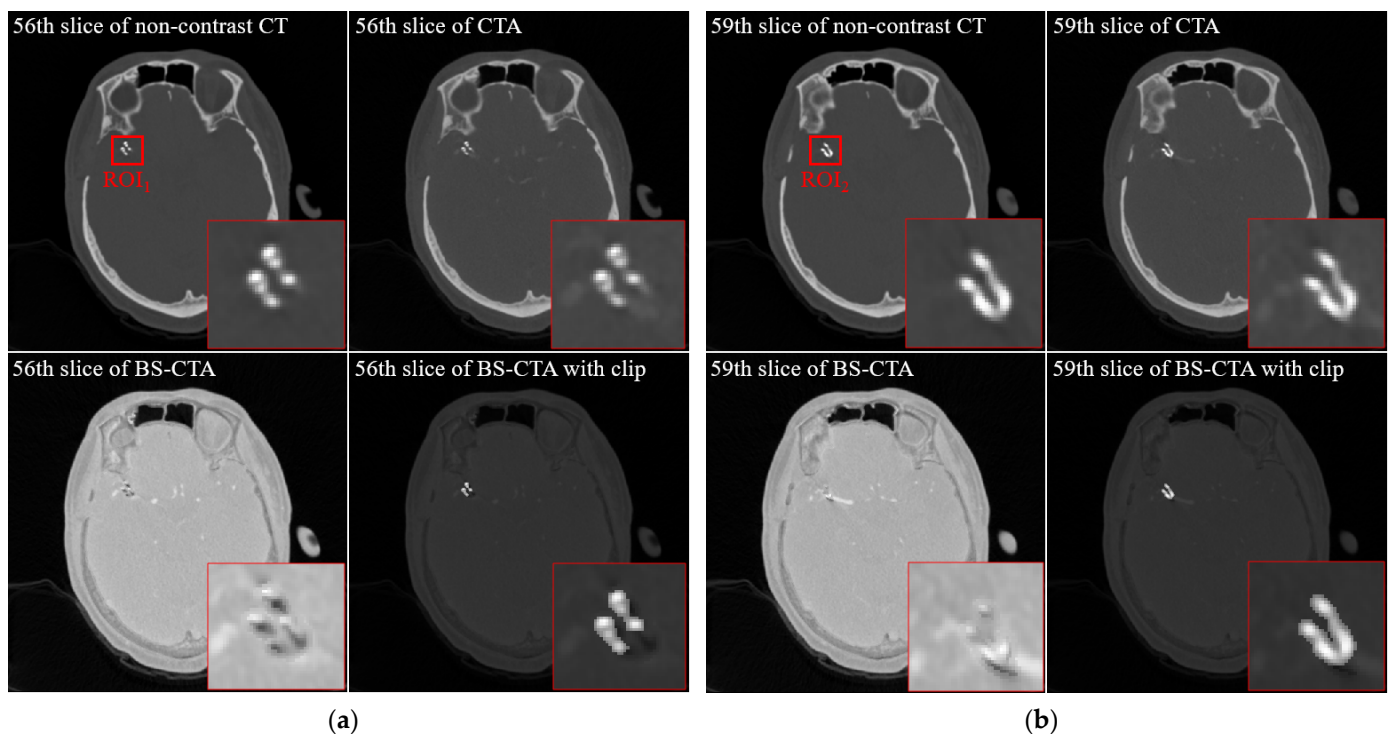 56th slice of non-contrast CT
56th slice of CTA
59th slice of non-contrast CT
59th slice of CTA
ROI₁
ROI₂
56th slice of BS-CTA
56th slice of BS-CTA with clip
59th slice of BS-CTA
59th slice of BS-CTA with clip
(a)
(b)